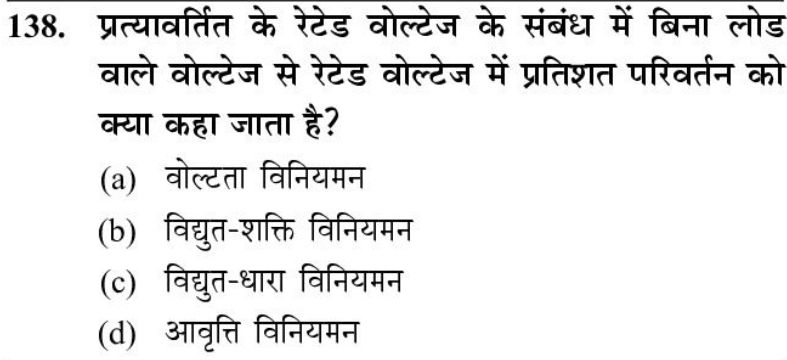 138. प्रत्यावर्तित के रेटेड वोल्टेज के संबंध में बिना लोड
वाले वोल्टेज से रेटेड वोल्टेज में प्रतिशत परिवर्तन को
क्या कहा जाता है?
(a) वोल्टता विनियमन
(b) विद्युत-शक्ति विनियमन
(c) विद्युत-धारा विनियमन
(d) आवृत्ति विनियमन